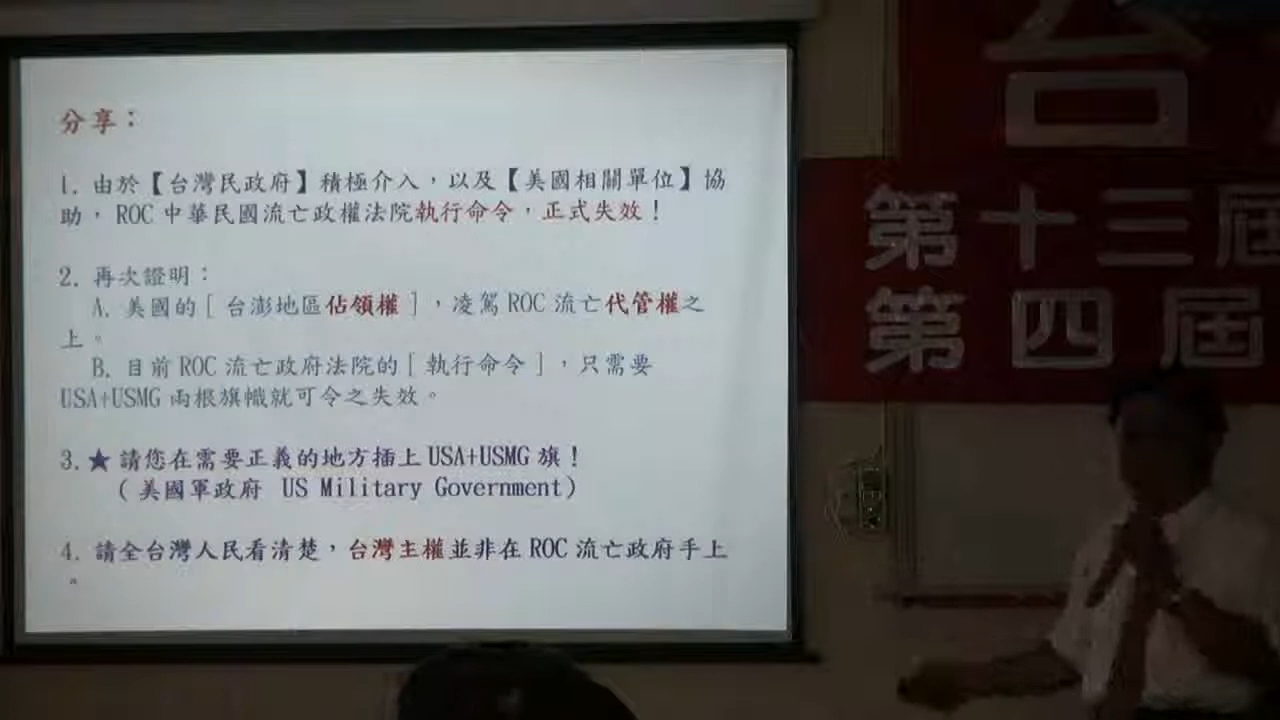 分享：
1. 由於【台灣民政府】積極介入，以及【美國相關單位】協
助， ROC 中華民國流亡政權法院執行命令，正式失效！
2. 再次證明：
A. 美國的 [ 台澎地區佔領權 ] ，凌駕 ROC 流亡代管權之
上。
B. 目前 ROC 流亡政府法院的 [ 執行命令 ] ，只需要
USA+USMG 兩根旗幟就可令之失效。
3. ★ 請您在需要正義的地方插上 USA+USMG 旗！
( 美國軍政府 US Military Government)
4. 請全台灣人民看清楚，台灣主權並非在 ROC 流亡政府手上
。
台
第十三屆
第四屆